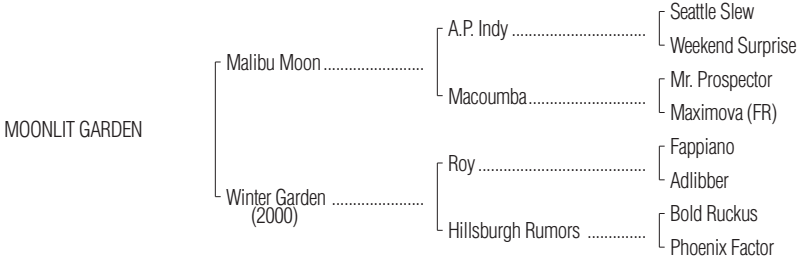 Seattle Slew
A.P. Indy ..............................
Weekend Surprise
Malibu Moon.......................
Mr. Prospector
Macoumba..........................
Maximova (FR)
MOONLIT GARDEN
Fappiano
Roy .....................................
Adlibber
Winter Garden .....................
(2000)
Bold Ruckus
Hillsburgh Rumors .............
Phoenix Factor